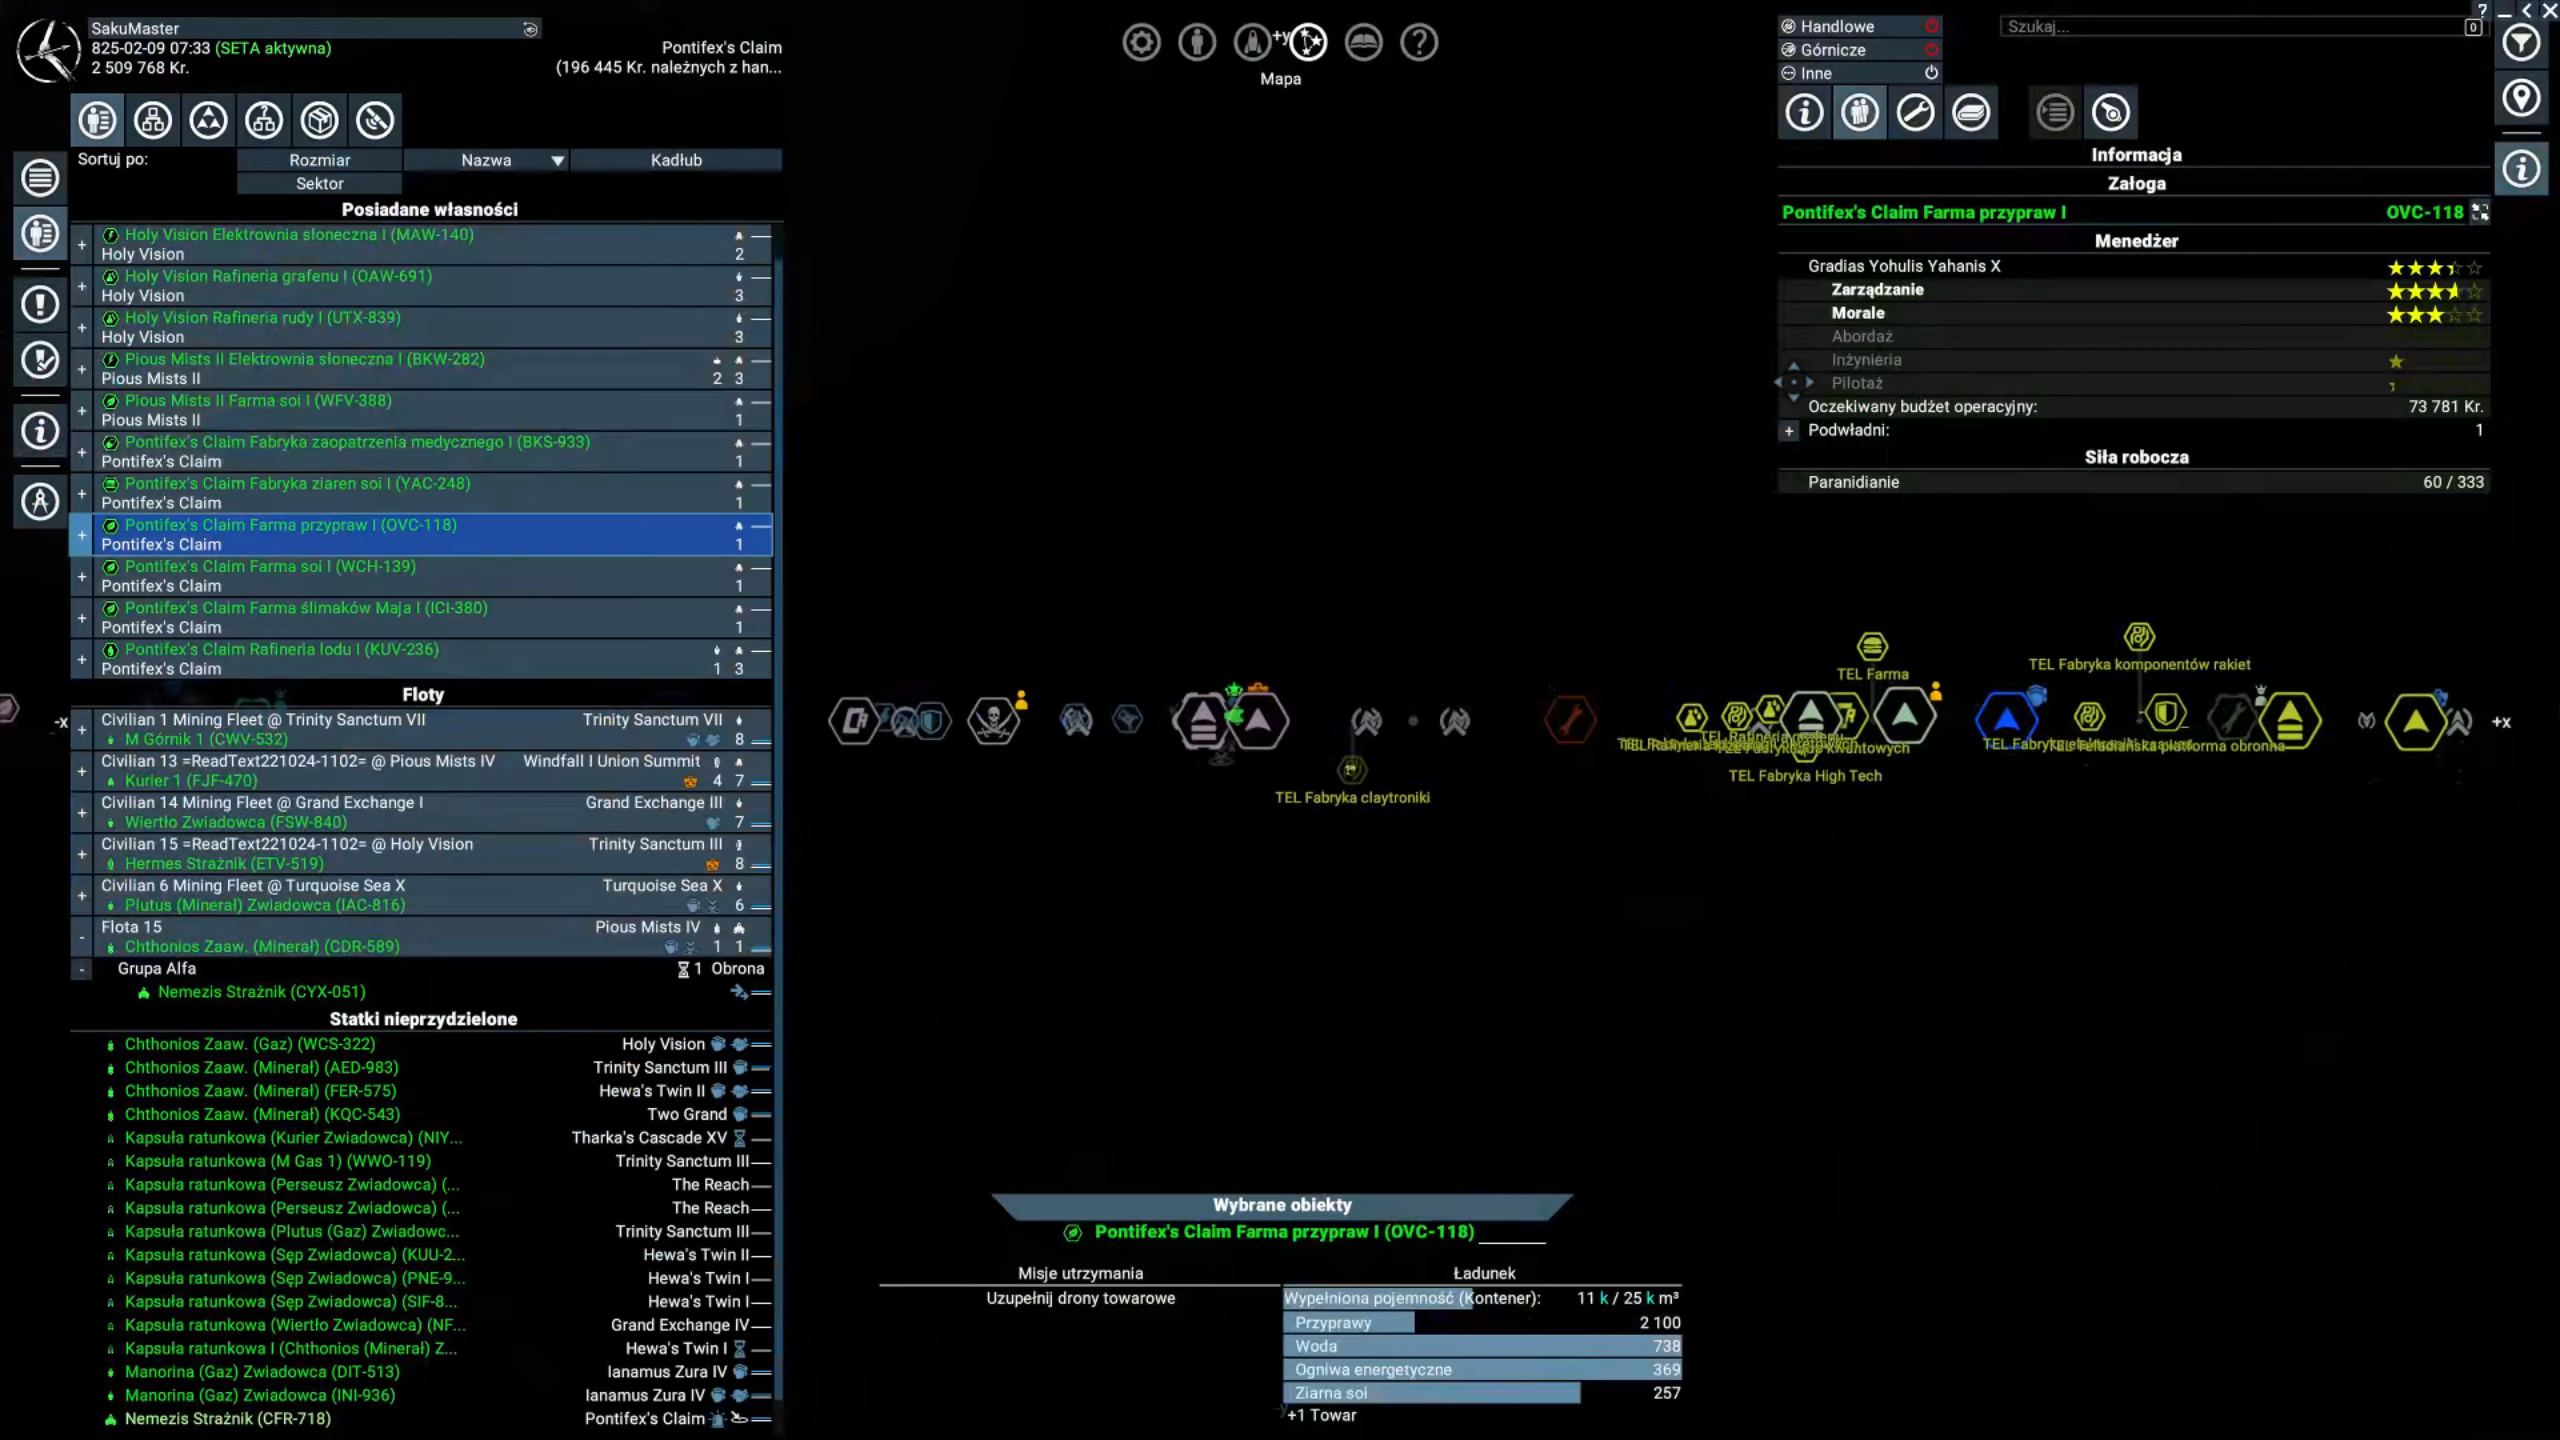 SakuMaster
825-02-09 07:33 (SETA aktywna)
2 509 768 Kr.
Pontifex's Claim
(196 445 Kr. należnych z han...
Sortuj po:
Rozmiar
Nazwa
Kadłub
Sektor
Posiadane własności
Holy Vision Elektrownia słoneczna I (MAW-140)
Holy Vision 2
Holy Vision Rafineria grafenu I (OAW-691)
Holy Vision 3
Holy Vision Rafineria rudy I (UTX-839)
Holy Vision 3
Pious Mists II Elektrownia słoneczna I (BKW-282)
Pious Mists II 2 3
Pious Mists II Farma soi I (WFV-388)
Pious Mists II 1
Pontifex's Claim Fabryka zaopatrzenia medycznego I (BKS-933)
Pontifex's Claim 1
Pontifex's Claim Fabryka ziaren soi I (YAC-248)
Pontifex's Claim 1
Pontifex's Claim Farma przypraw I (OVC-118)
Pontifex's Claim 1
Pontifex's Claim Farma soi I (WCH-139)
Pontifex's Claim 1
Pontifex's Claim Farma ślimaków Maja I (ICI-380)
Pontifex's Claim 1
Pontifex's Claim Rafineria lodu I (KUV-236)
Pontifex's Claim 1 3
Floty
Civilian 1 Mining Fleet @ Trinity Sanctum VII Trinity Sanctum VII
M Górnik 1 (CWV-532) 8
Civilian 13 =ReadText221024-1102= @ Pious Mists IV Windfall I Union Summit
Kurier 1 (FJF-470) 4 7
Civilian 14 Mining Fleet @ Grand Exchange I Grand Exchange III
Wiertło Zwiadowca (FSW-840) 7
Civilian 15 =ReadText221024-1102= @ Holy Vision Trinity Sanctum III
Hermes Strażnik (ETV-519) 8
Civilian 6 Mining Fleet @ Turquoise Sea X Turquoise Sea X
Plutus (Minerał) Zwiadowca (IAC-816) 6
Flota 15 Pious Mists IV
Chthonios Zaaw. (Minerał) (CDR-589) 1 1
Grupa Alfa 1 Obrona
Nemezis Strażnik (CYX-051)
Statki nieprzydzielone
Chthonios Zaaw. (Gaz) (WCS-322) Holy Vision
Chthonios Zaaw. (Minerał) (AED-983) Trinity Sanctum III
Chthonios Zaaw. (Minerał) (FER-575) Hewa's Twin II
Chthonios Zaaw. (Minerał) (KQC-543) Two Grand
Kapsuła ratunkowa (Kurier Zwiadowca) (NIY... Tharka's Cascade XV
Kapsuła ratunkowa (M Gas 1) (WWO-119) Trinity Sanctum III
Kapsuła ratunkowa (Perseusz Zwiadowca) (... The Reach
Kapsuła ratunkowa (Perseusz Zwiadowca) (... The Reach
Kapsuła ratunkowa (Plutus (Gaz) Zwiadowc... Trinity Sanctum III
Kapsuła ratunkowa (Sęp Zwiadowca) (KUU-2... Hewa's Twin II
Kapsuła ratunkowa (Sęp Zwiadowca) (PNE-9... Hewa's Twin I
Kapsuła ratunkowa (Sęp Zwiadowca) (SIF-8... Hewa's Twin I
Kapsuła ratunkowa (Wiertło Zwiadowca) (NF... Grand Exchange IV
Kapsuła ratunkowa I (Chthonios (Minerał) Z... Hewa's Twin I
Manorina (Gaz) Zwiadowca (DIT-513) Ianamus Zura IV
Manorina (Gaz) Zwiadowca (INI-936) Ianamus Zura IV
Nemezis Strażnik (CFR-718) Pontifex's Claim
+y
Mapa
-x
+x
TEL Fabryka claytroniki
TEL Farma
TEL Fabryka komponentów rakiet
TEL Fabryka High Tech
Wybrane obiekty
Pontifex's Claim Farma przypraw I (OVC-118)
Misje utrzymania
Uzupełnij drony towarowe
Ładunek
Wypełniona pojemność (Kontener): 11 k / 25 k m³
Przyprawy 2 100
Woda 738
Ogniwa energetyczne 369
Ziarna soi 257
-y
+1 Towar
Handlowe
Górnicze
Inne
Szukaj...
0
Informacja
Załoga
Pontifex's Claim Farma przypraw I OVC-118
Menedżer
Gradias Yohulis Yahanis X
Zarządzanie
Morale
Abordaż
Inżynieria
Pilotaż
Oczekiwany budżet operacyjny: 73 781 Kr.
Podwładni: 1
Siła robocza
Paranidianie 60 / 333